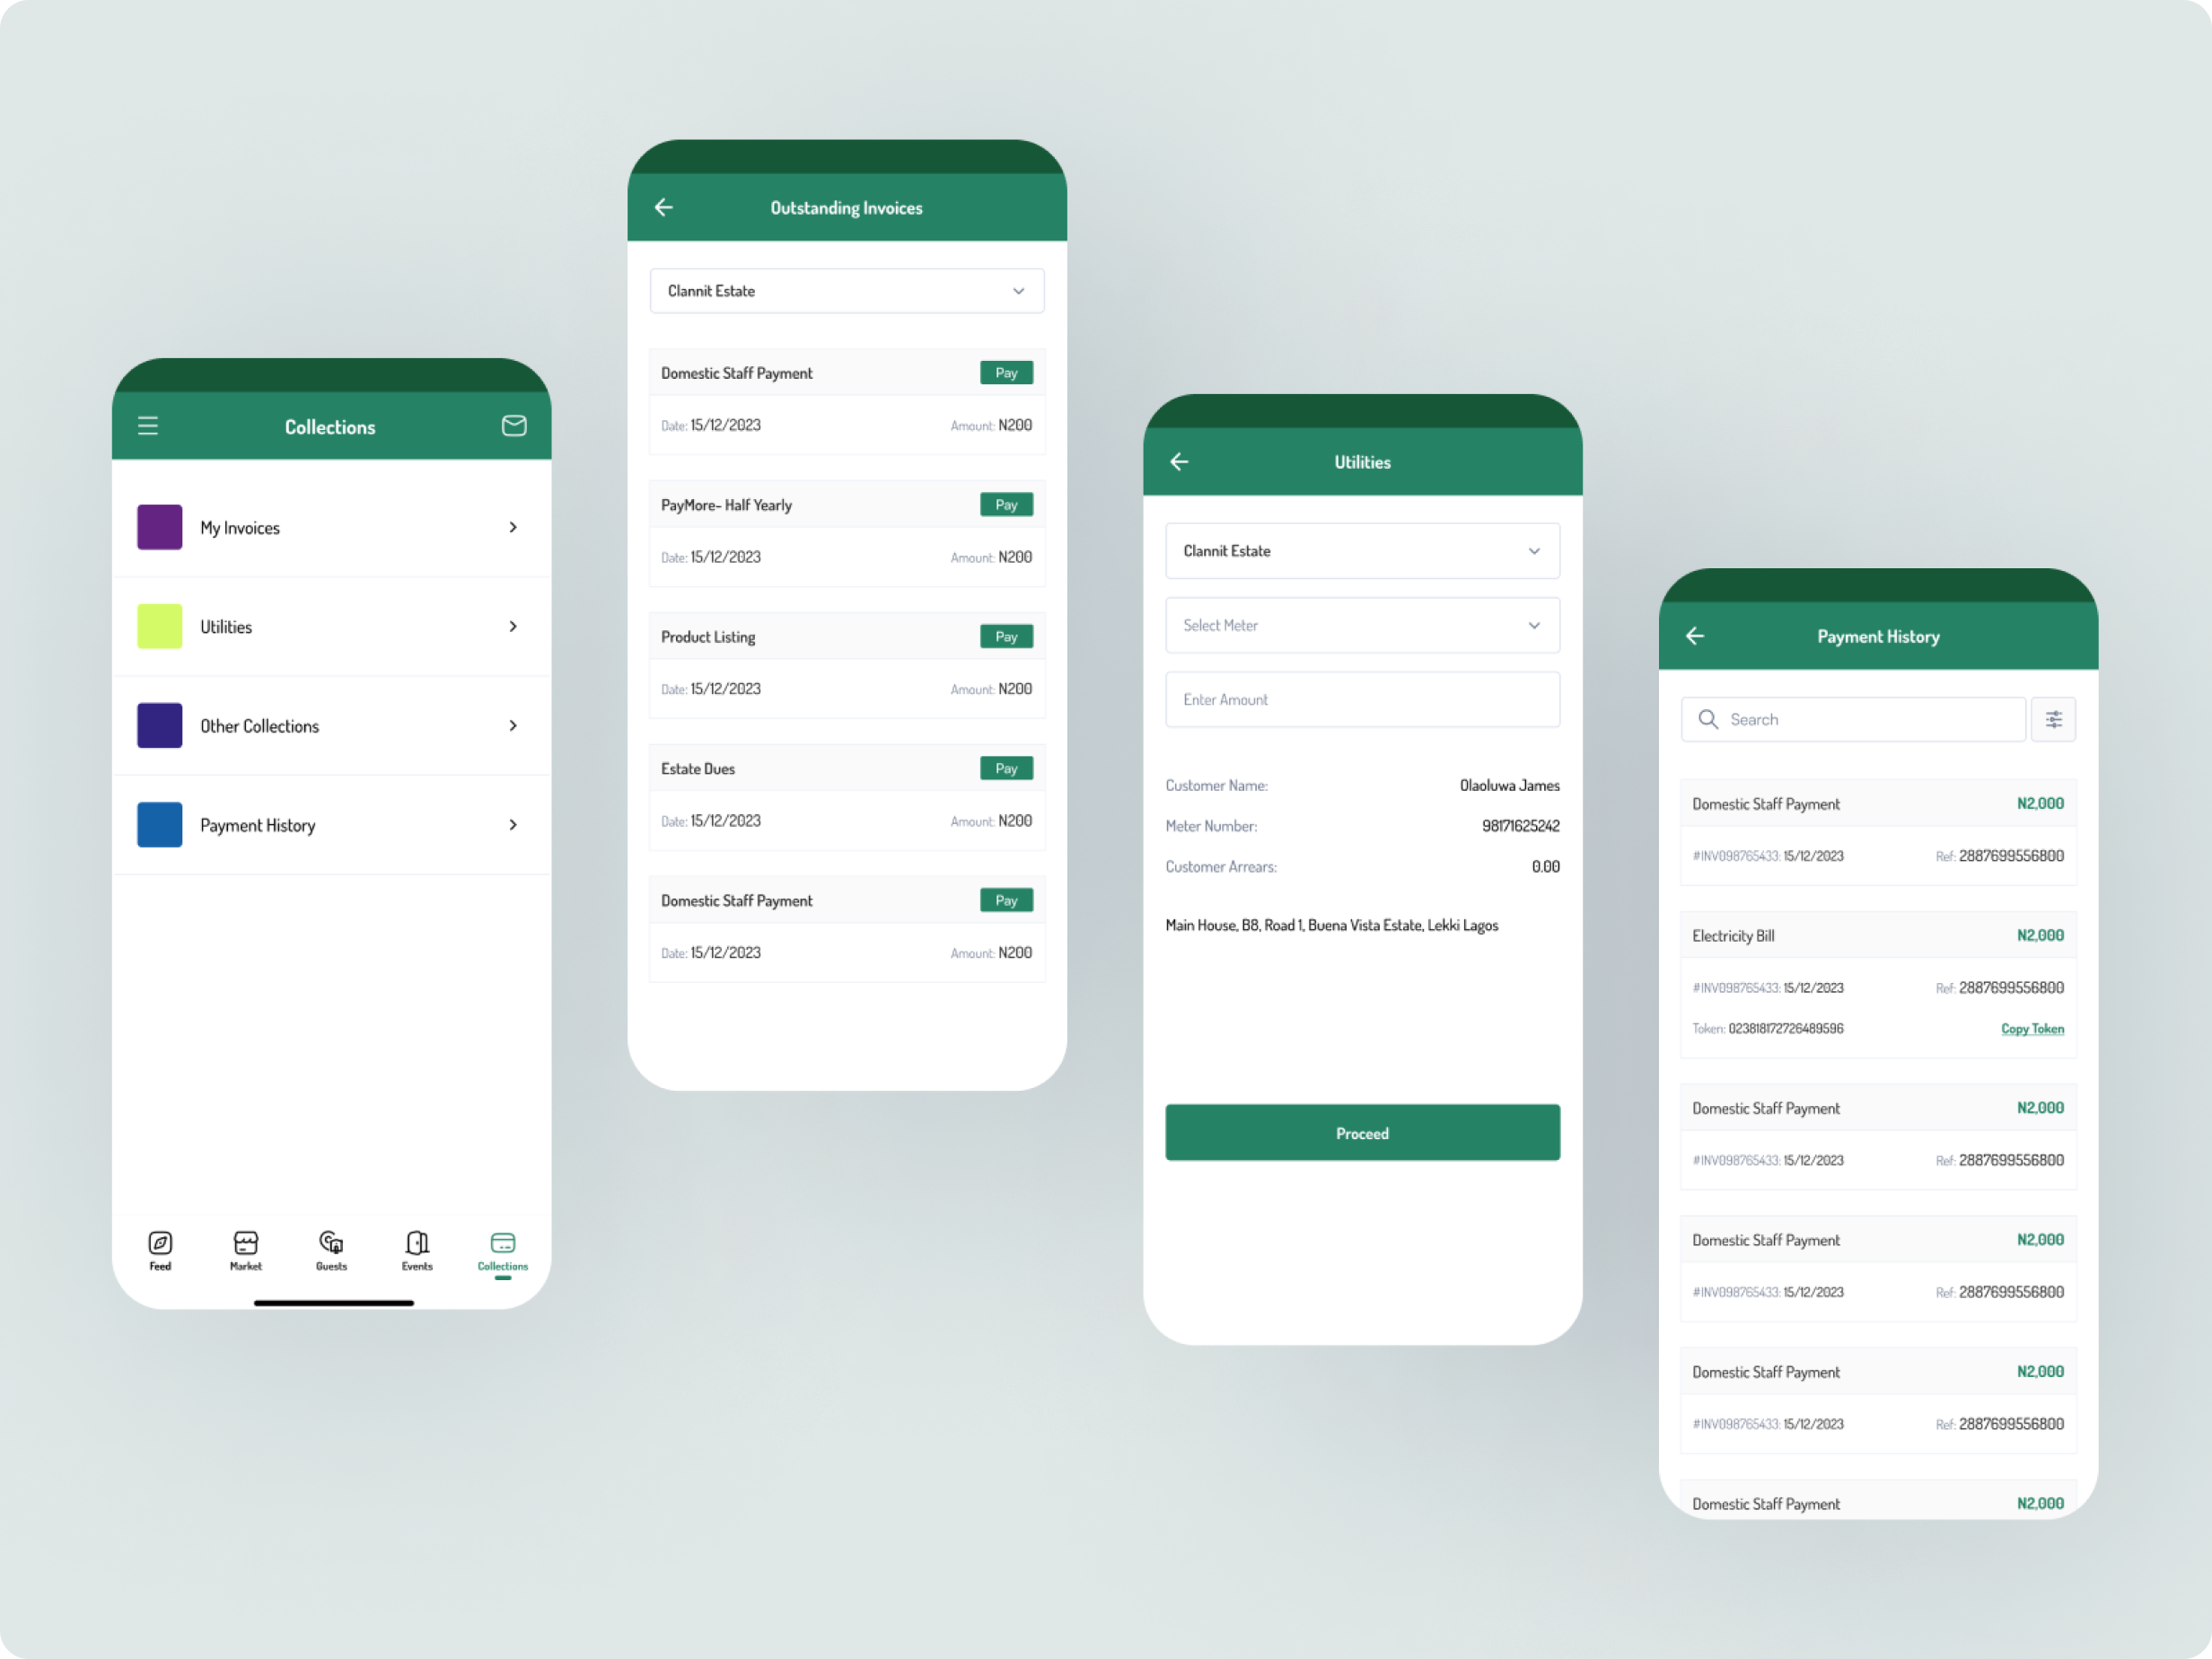 Collections
My Invoices
Utilities
Other Collections
Payment History
Feed Market Guests Events Collections
Outstanding Invoices
Clannit Estate
Domestic Staff Payment Pay
Date: 15/12/2023 Amount: N200
PayMore- Half Yearly Pay
Date: 15/12/2023 Amount: N200
Product Listing Pay
Date: 15/12/2023 Amount: N200
Estate Dues Pay
Date: 15/12/2023 Amount: N200
Domestic Staff Payment Pay
Date: 15/12/2023 Amount: N200
Utilities
Clannit Estate
Select Meter
Enter Amount
Customer Name: Olaoluwa James
Meter Number: 98171625242
Customer Arrears: 0.00
Main House, B8, Road 1, Buena Vista Estate, Lekki Lagos
Proceed
Payment History
Search
Domestic Staff Payment N2,000
#INV098765433: 15/12/2023 Ref: 2887699556800
Electricity Bill N2,000
#INV098765433: 15/12/2023 Ref: 2887699556800
Token: 023818172726489596 Copy Token
Domestic Staff Payment N2,000
#INV098765433: 15/12/2023 Ref: 2887699556800
Domestic Staff Payment N2,000
#INV098765433: 15/12/2023 Ref: 2887699556800
Domestic Staff Payment N2,000
#INV098765433: 15/12/2023 Ref: 2887699556800
Domestic Staff Payment N2,000